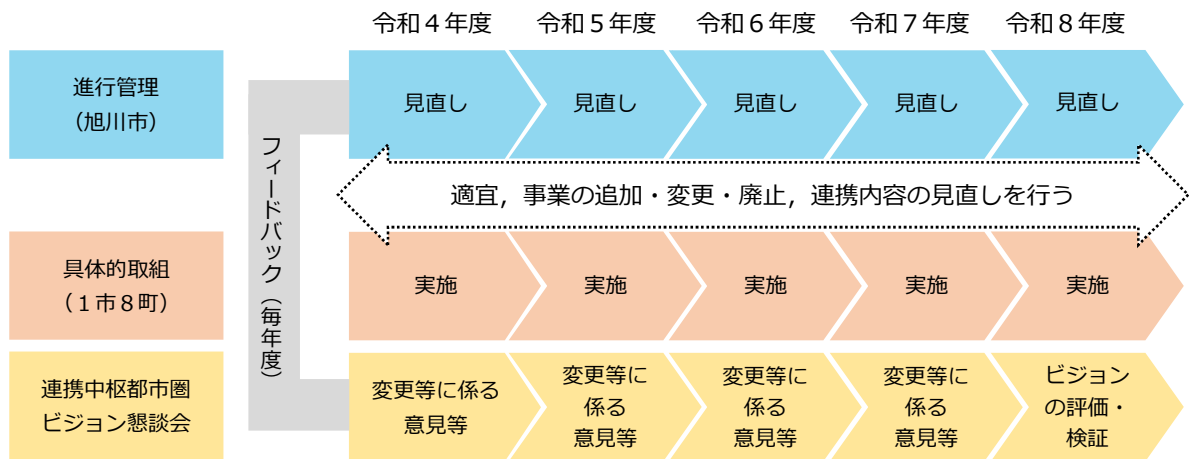 令和４年度 令和５年度 令和６年度 令和７年度 令和８年度
進行管理
（旭川市）
見直し 見直し 見直し 見直し 見直し
フィードバック（毎年度）
適宜，事業の追加・変更・廃止，連携内容の見直しを行う
具体的取組
（１市８町）
実施 実施 実施 実施 実施
連携中枢都市圏
ビジョン懇談会
変更等に係る
意見等
変更等に
係る
意見等
変更等に
係る
意見等
変更等に
係る
意見等
ビジョン
の評価・
検証